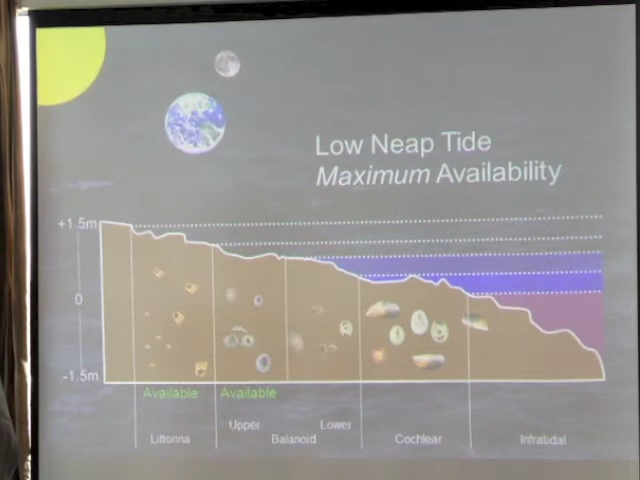 Low Neap Tide
Maximum Availability
+1.5m
0
-1.5m
Available Available
Upper Lower
Littorina Balanoid Cochlear Infratidal